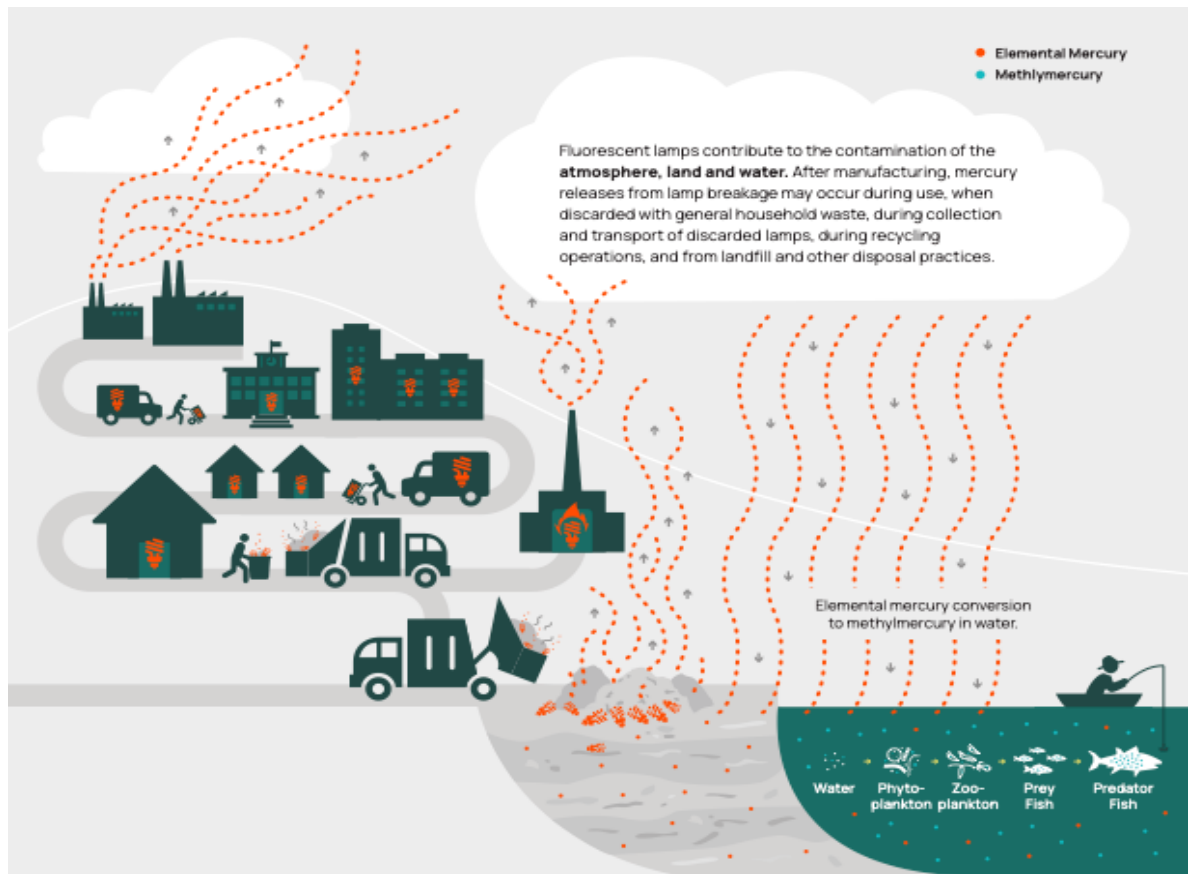 Elemental Mercury
Methlymercury
Fluorescent lamps contribute to the contamination of the
atmosphere, land and water. After manufacturing, mercury
releases from lamp breakage may occur during use, when
discarded with general household waste, during collection
and transport of discarded lamps, during recycling
operations, and from landfill and other disposal practices.
Elemental mercury conversion
to methylmercury in water.
Water
Phyto-
plankton
Zoo-
plankton
Prey
Fish
Predator
Fish